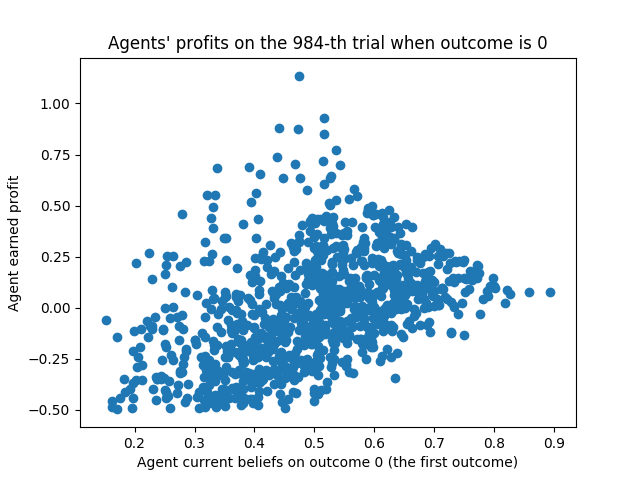 Agents' profits on the 984-th trial when outcome is 0
Agent earned profit
1.00
0.75
0.50
0.25
0.00
−0.25
−0.50
0.2 0.3 0.4 0.5 0.6 0.7 0.8 0.9
Agent current beliefs on outcome 0 (the first outcome)